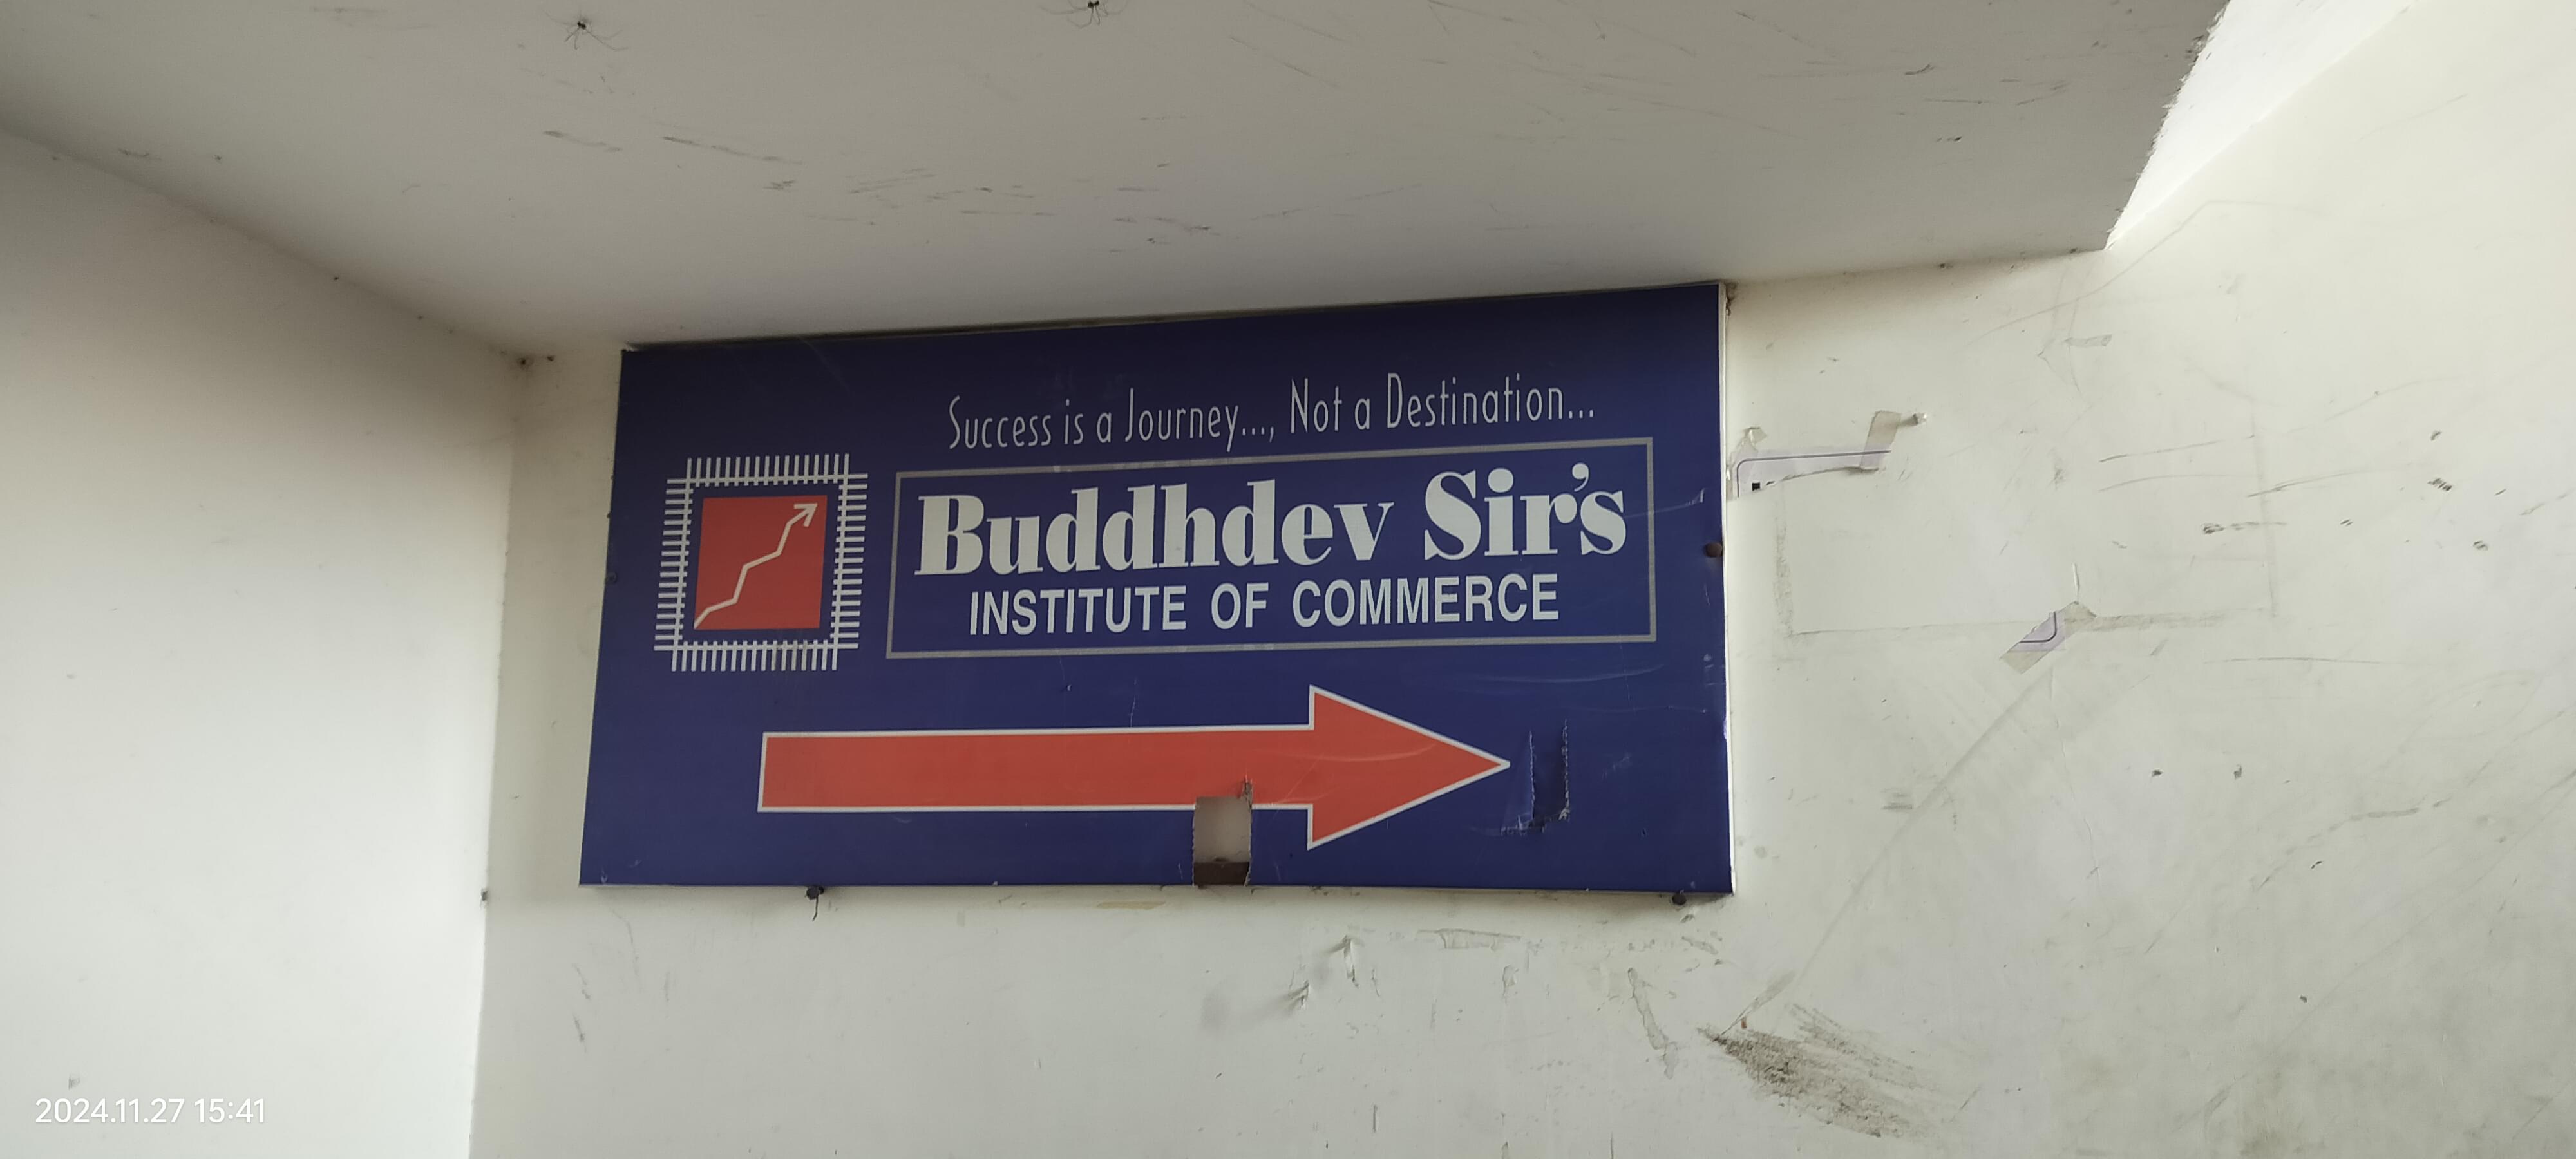 Success is a Journey..., Not a Destination...
Buddhdev Sir's
INSTITUTE OF COMMERCE
2024.11.27 15:41